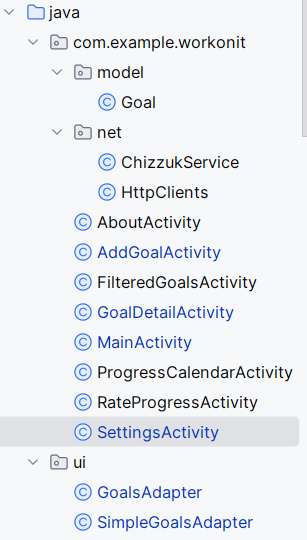 java
com.example.workonit
model
Goal
net
ChizzukService
HttpClients
AboutActivity
AddGoalActivity
FilteredGoalsActivity
GoalDetailActivity
MainActivity
ProgressCalendarActivity
RateProgressActivity
SettingsActivity
ui
GoalsAdapter
SimpleGoalsAdapter